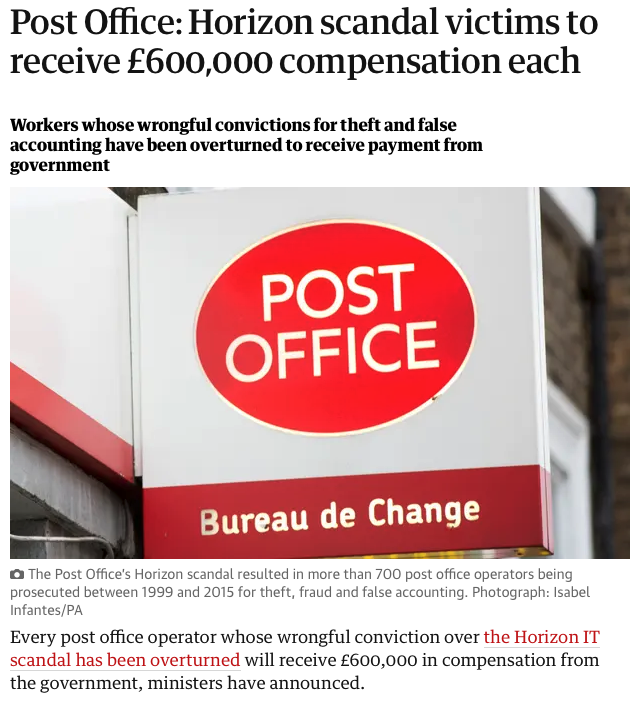 Post Office: Horizon scandal victims to
receive £600,000 compensation each
Workers whose wrongful convictions for theft and false
accounting have been overturned to receive payment from
government
POST
OFFICE
Bureau de Change
The Post Office's Horizon scandal resulted in more than 700 post office operators being
prosecuted between 1999 and 2015 for theft, fraud and false accounting. Photograph: Isabel
Infantes/PA
Every post office operator whose wrongful conviction over the Horizon IT
scandal has been overturned will receive £600,000 in compensation from
the government, ministers have announced.